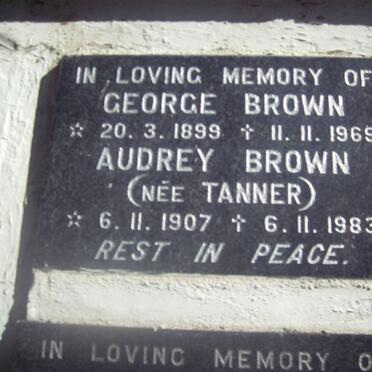 IN LOVING MEMORY OF
GEORGE BROWN
☆ 20. 3. 1899 ✝ 11. 11. 1969
AUDREY BROWN
(NÉE TANNER)
☆ 6. 11. 1907 ✝ 6. 11. 1983
REST IN PEACE.
IN LOVING MEMORY O